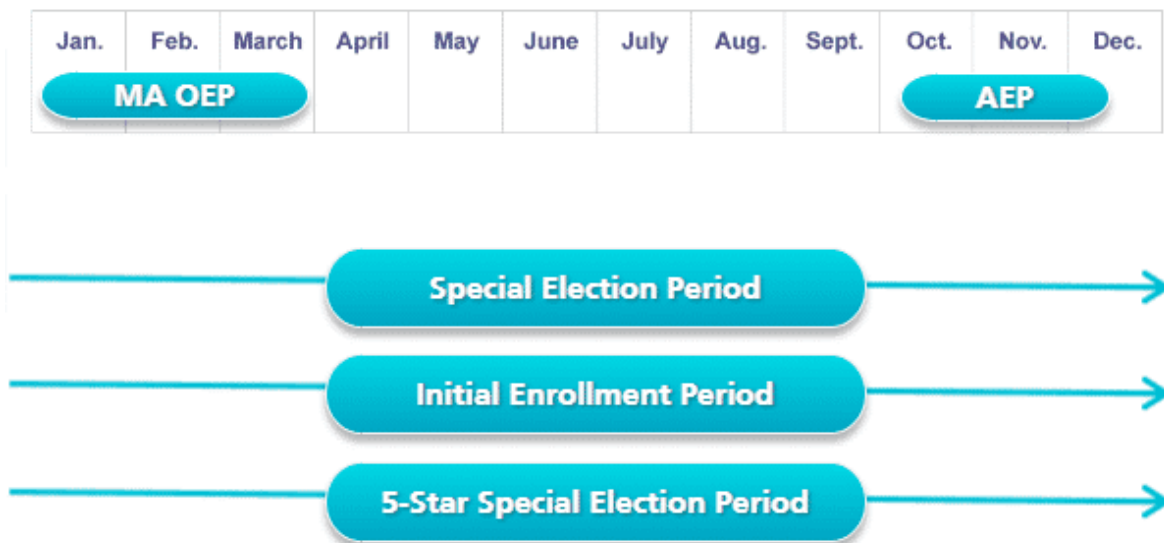 Jan. Feb. March April May June July Aug. Sept. Oct. Nov. Dec.
MA OEP AEP
Special Election Period
Initial Enrollment Period
5-Star Special Election Period